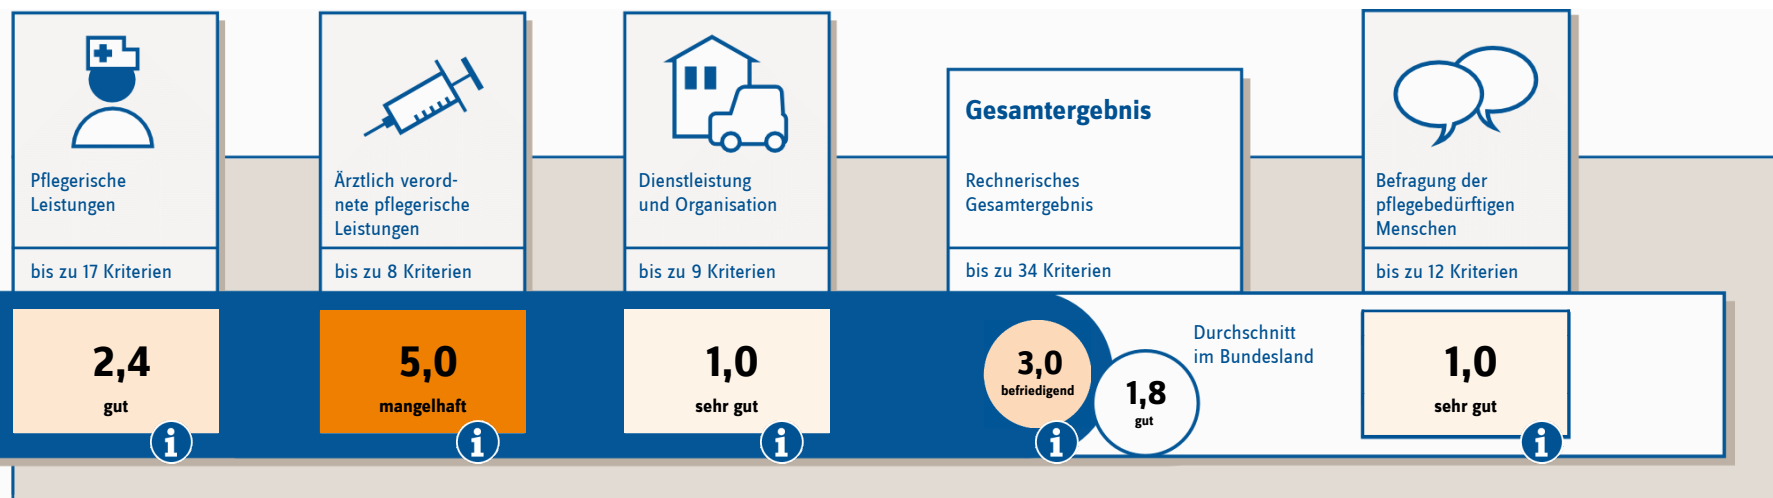 Pflegerische
Leistungen
bis zu 17 Kriterien
2,4
gut
Ärztlich verord-
nete pflegerische
Leistungen
bis zu 8 Kriterien
5,0
mangelhaft
Dienstleistung
und Organisation
bis zu 9 Kriterien
1,0
sehr gut
Gesamtergebnis
Rechnerisches
Gesamtergebnis
bis zu 34 Kriterien
3,0
befriedigend
1,8
gut
Durchschnitt
im Bundesland
Befragung der
pflegebedürftigen
Menschen
bis zu 12 Kriterien
1,0
sehr gut